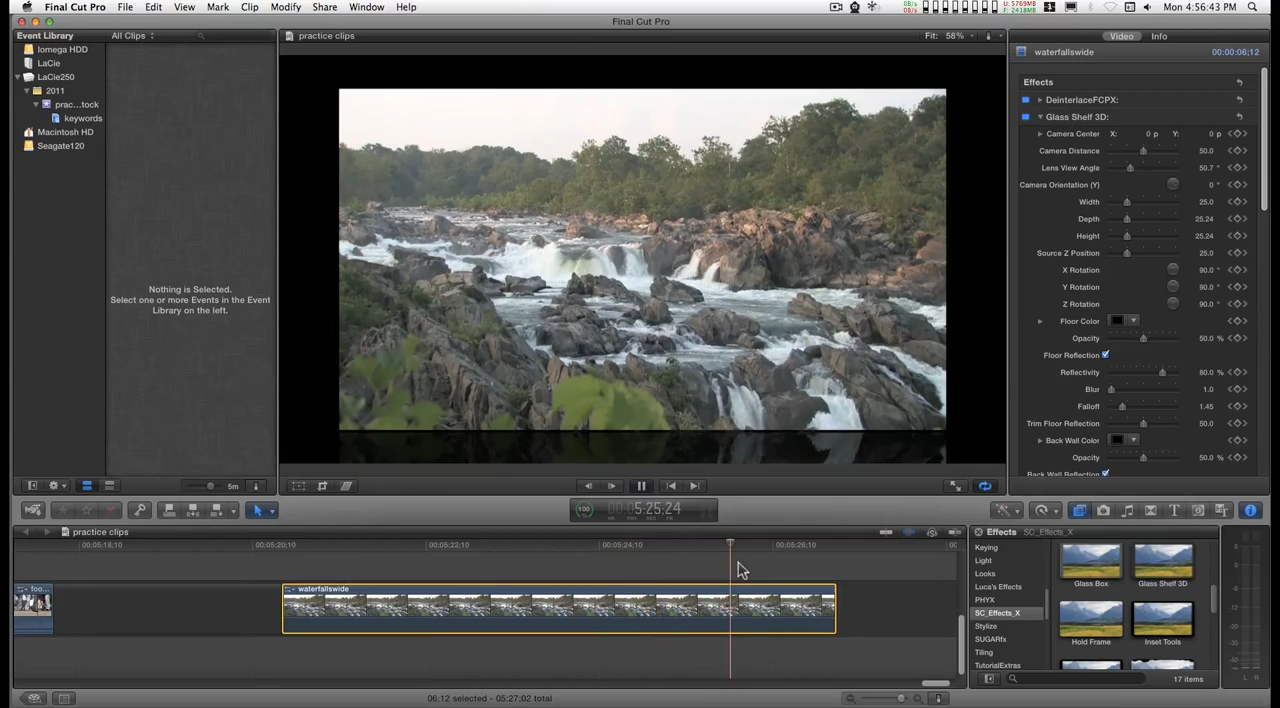 Final Cut Pro File Edit View Mark Clip Modify Share Window Help Mon 4:56:43 PM
Final Cut Pro
Event Library All Clips
Iomega HDD
LaCie
LaCie250
2011
prac...tock
keywords
Macintosh HD
Seagate120
Nothing is Selected.
Select one or more Events in the Event
Library on the left.
5m
practice clips Fit: 58%
Video Info
waterfallswide 00:00:06;12
Effects
DeinterlaceFCPX:
Glass Shelf 3D:
Camera Center X: 0 p Y: 0 p
Camera Distance 50.0
Lens View Angle 50.7 °
Camera Orientation (Y) 0 °
Width 25.0
Depth 25.24
Height 25.24
Source Z Position 25.0
X Rotation 90.0 °
Y Rotation 90.0 °
Z Rotation 90.0 °
Floor Color
Opacity 50.0 %
Floor Reflection
Reflectivity 80.0 %
Blur 1.0
Falloff 1.45
Trim Floor Reflection 50.0
Back Wall Color
Opacity 50.0 %
Back Wall Reflection
100 5:25:24
practice clips
00:05:18;10 00:05:20;10 00:05:22;10 00:05:24;10 00:05:26;10
foo...
waterfallswide
06:12 selected - 05:27;02 total
Effects SC_Effects_X
Keying
Light
Looks
Luca's Effects
PHYX
SC_Effects_X
Stylize
SUGARfx
Tiling
TutorialExtras
Glass Box Glass Shelf 3D
Hold Frame Inset Tools
17 items
L R